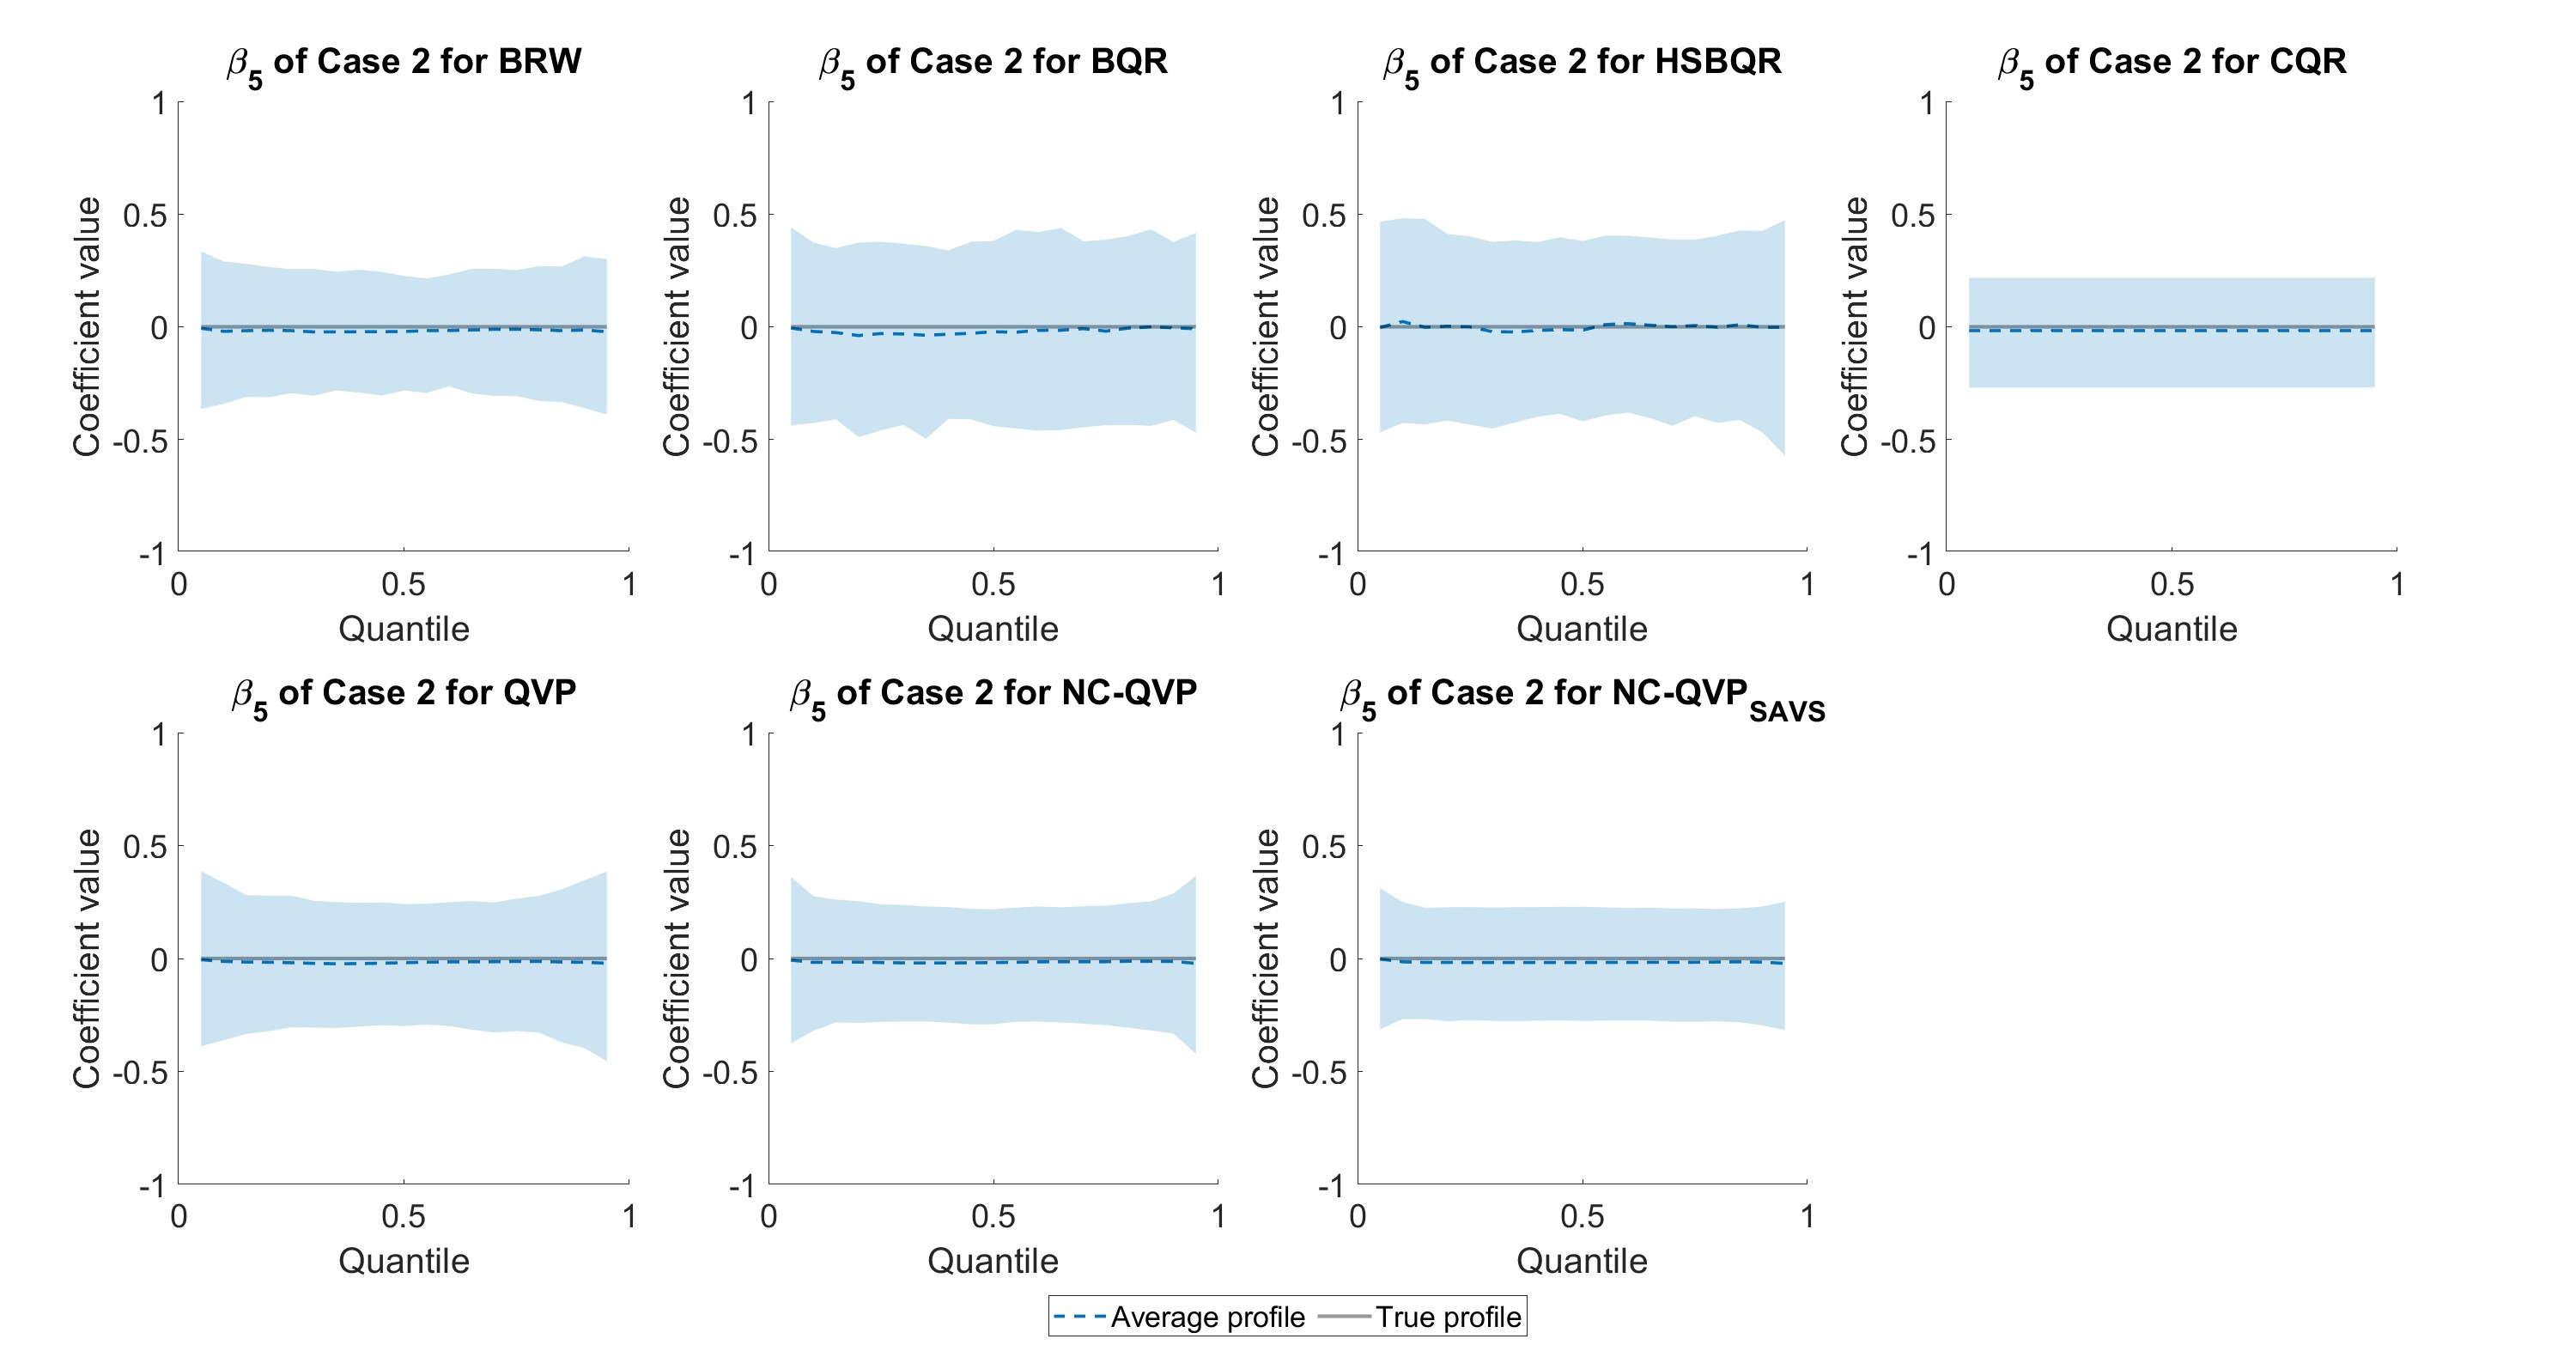 β5 of Case 2 for BRW
1
0.5
0
-0.5
-1
Coefficient value
0 0.5 1
Quantile
β5 of Case 2 for BQR
1
0.5
0
-0.5
-1
Coefficient value
0 0.5 1
Quantile
β5 of Case 2 for HSBQR
1
0.5
0
-0.5
-1
Coefficient value
0 0.5 1
Quantile
β5 of Case 2 for CQR
1
0.5
0
-0.5
-1
Coefficient value
0 0.5 1
Quantile
β5 of Case 2 for QVP
1
0.5
0
-0.5
-1
Coefficient value
0 0.5 1
Quantile
β5 of Case 2 for NC-QVP
1
0.5
0
-0.5
-1
Coefficient value
0 0.5 1
Quantile
β5 of Case 2 for NC-QVPSAVS
1
0.5
0
-0.5
-1
Coefficient value
0 0.5 1
Quantile
Average profile True profile